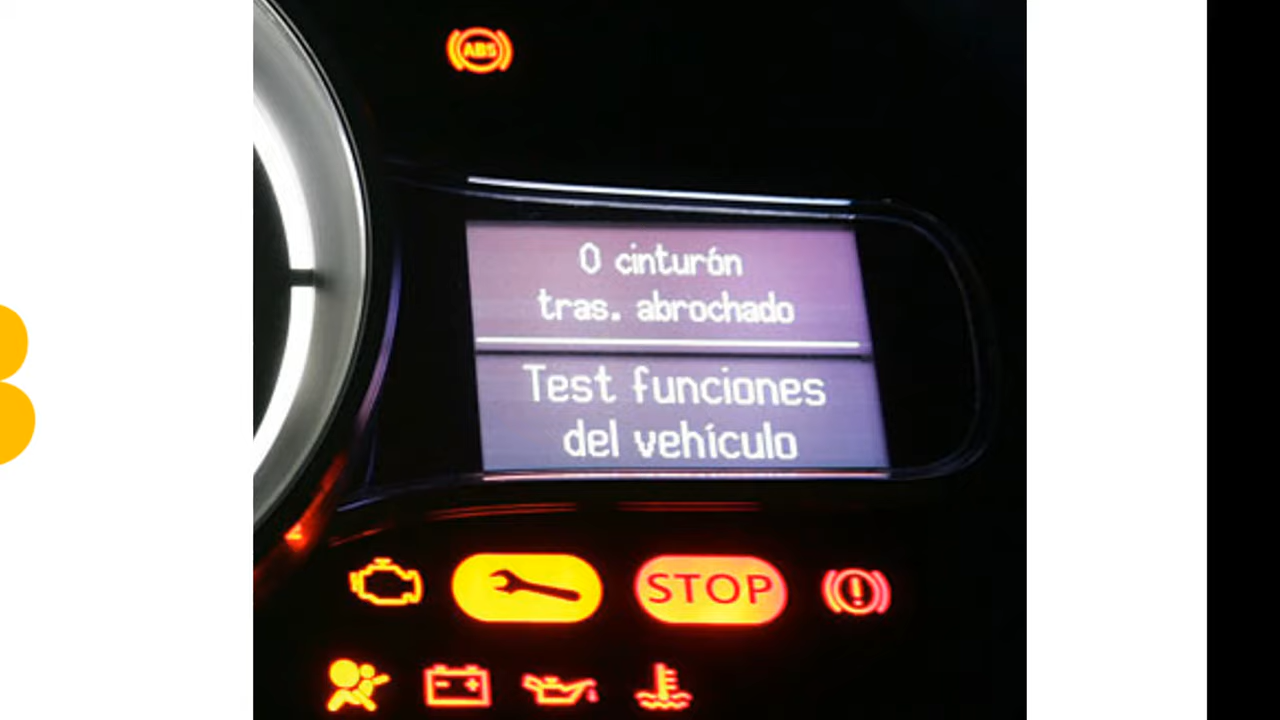 ABS
0 cinturón
tras. abrochado
Test funciones
del vehículo
STOP